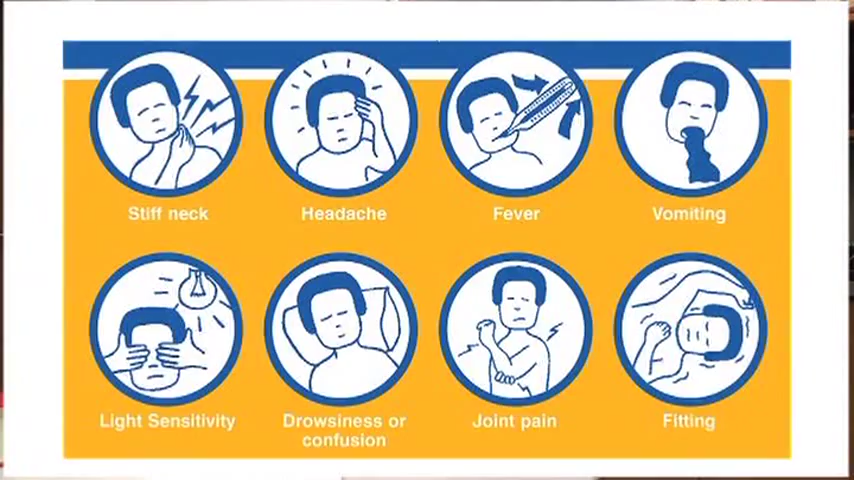 Stiff neck
Headache
Fever
Vomiting
Light Sensitivity
Drowsiness or
confusion
Joint pain
Fitting